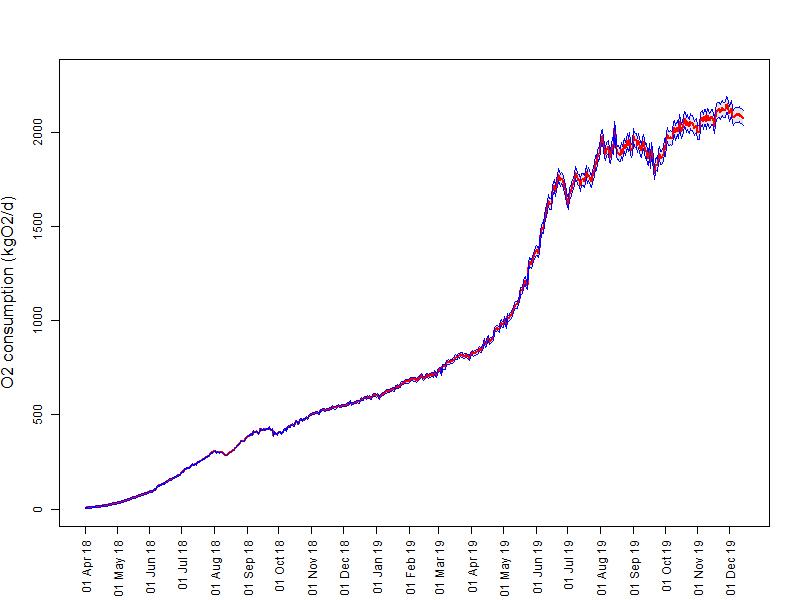 O2 consumption (kgO2/d)
2000
1500
1000
500
0
01 Apr 18
01 May 18
01 Jun 18
01 Jul 18
01 Aug 18
01 Sep 18
01 Oct 18
01 Nov 18
01 Dec 18
01 Jan 19
01 Feb 19
01 Mar 19
01 Apr 19
01 May 19
01 Jun 19
01 Jul 19
01 Aug 19
01 Sep 19
01 Oct 19
01 Nov 19
01 Dec 19